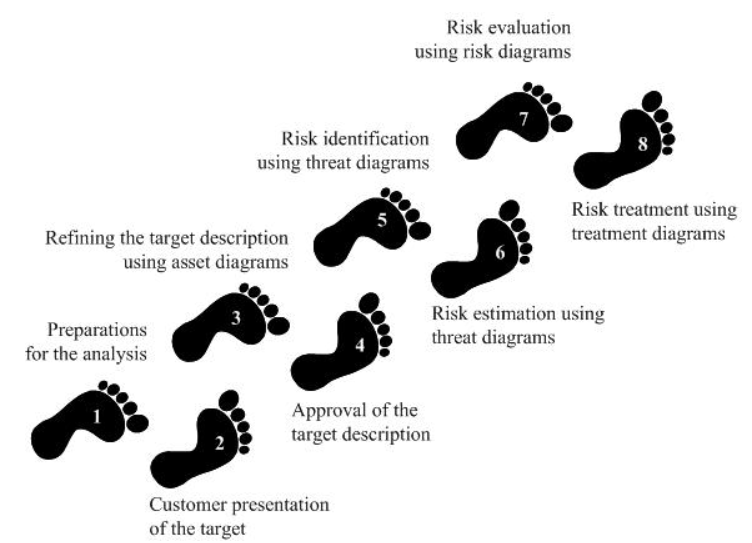 Risk evaluation
using risk diagrams
7
8
Risk identification
using threat diagrams
Risk treatment using
treatment diagrams
5
6
Refining the target description
using asset diagrams
Risk estimation using
threat diagrams
3
4
Preparations
for the analysis
Approval of the
target description
1
2
Customer presentation
of the target